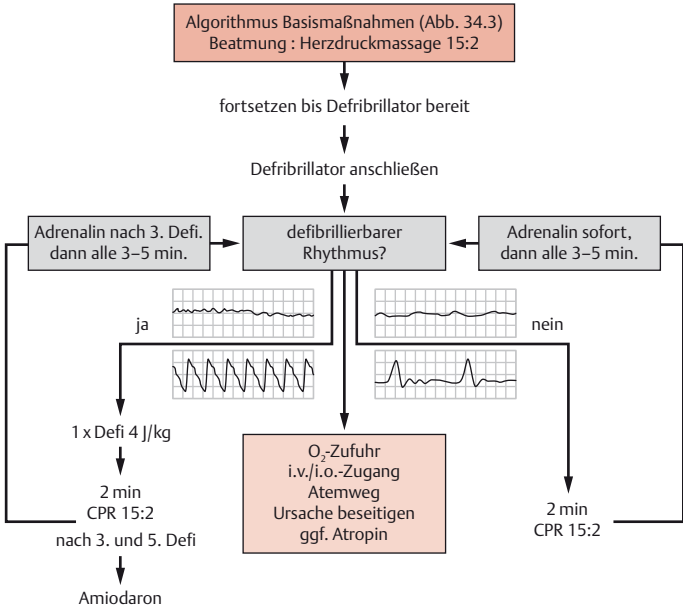 Algorithmus Basismaßnahmen (Abb. 34.3)
Beatmung : Herzdruckmassage 15:2
fortsetzen bis Defribrillator bereit
Defribrillator anschließen
Adrenalin nach 3. Defi.
dann alle 3–5 min.
defibrillierbarer
Rhythmus?
Adrenalin sofort,
dann alle 3–5 min.
ja
nein
1 x Defi 4 J/kg
2 min
CPR 15:2
nach 3. und 5. Defi
Amiodaron
O₂-Zufuhr
i.v./i.o.-Zugang
Atemweg
Ursache beseitigen
ggf. Atropin
2 min
CPR 15:2